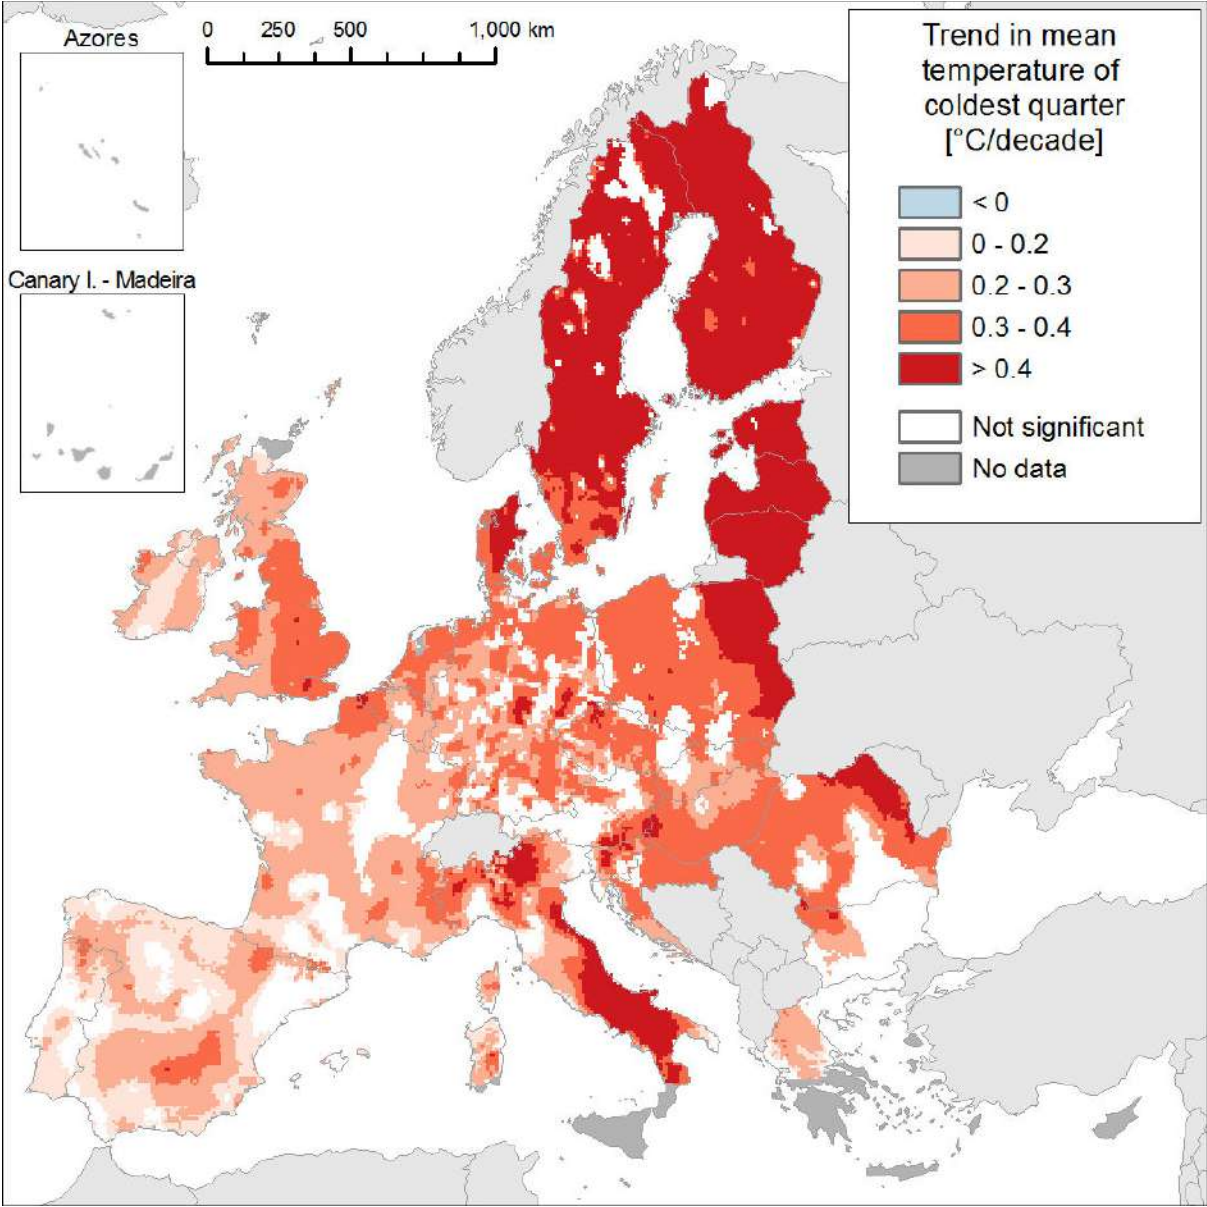 Azores
0 250 500 1,000 km
Canary I. - Madeira
Trend in mean
temperature of
coldest quarter
[°C/decade]
< 0
0 - 0.2
0.2 - 0.3
0.3 - 0.4
> 0.4
Not significant
No data